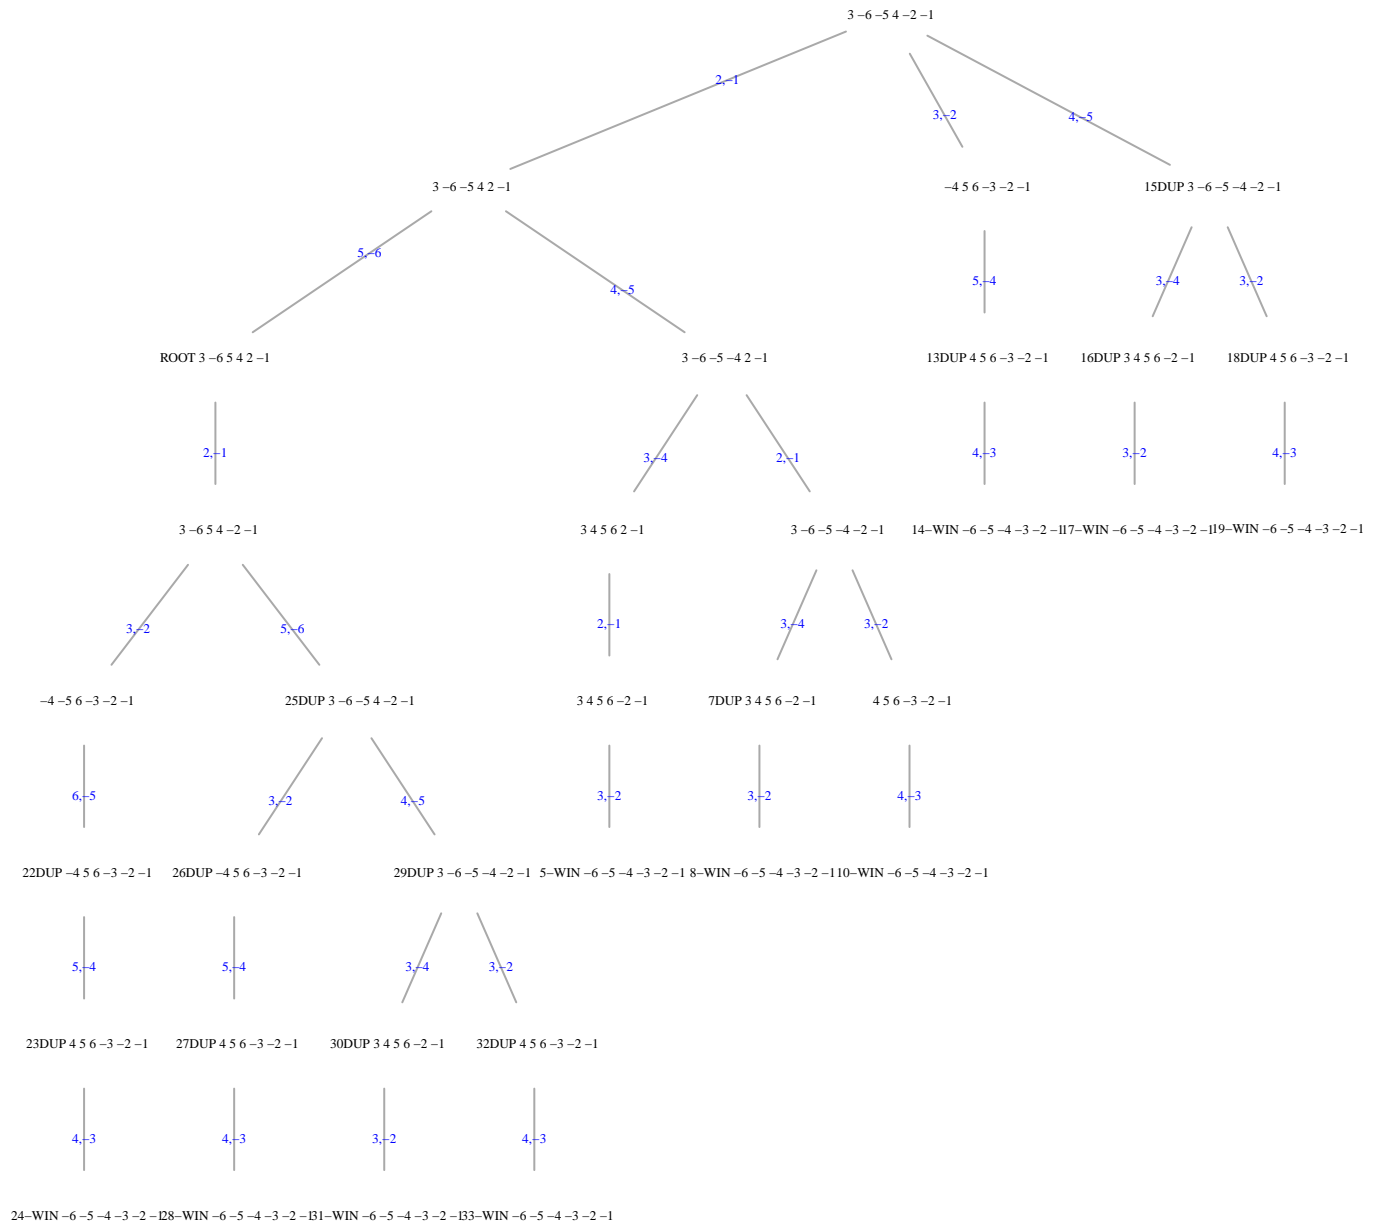 3 −6 −5 4 −2 −1
2,−1
3,−2
4,−5
3 −6 −5 4 2 −1
−4 5 6 −3 −2 −1
15DUP 3 −6 −5 −4 −2 −1
5,−6
4,−5
5,−4
3,−4
3,−2
ROOT 3 −6 5 4 2 −1
3 −6 −5 −4 2 −1
13DUP 4 5 6 −3 −2 −1
16DUP 3 4 5 6 −2 −1
18DUP 4 5 6 −3 −2 −1
2,−1
3,−4
2,−1
4,−3
3,−2
4,−3
3 −6 5 4 −2 −1
3 4 5 6 2 −1
3 −6 −5 −4 −2 −1
14−WIN −6 −5 −4 −3 −2 −1
17−WIN −6 −5 −4 −3 −2 −1
19−WIN −6 −5 −4 −3 −2 −1
3,−2
5,−6
2,−1
3,−4
3,−2
−4 −5 6 −3 −2 −1
25DUP 3 −6 −5 4 −2 −1
3 4 5 6 −2 −1
7DUP 3 4 5 6 −2 −1
4 5 6 −3 −2 −1
6,−5
3,−2
4,−5
3,−2
3,−2
4,−3
22DUP −4 5 6 −3 −2 −1
26DUP −4 5 6 −3 −2 −1
29DUP 3 −6 −5 −4 −2 −1
5−WIN −6 −5 −4 −3 −2 −1
8−WIN −6 −5 −4 −3 −2 −1
10−WIN −6 −5 −4 −3 −2 −1
5,−4
5,−4
3,−4
3,−2
23DUP 4 5 6 −3 −2 −1
27DUP 4 5 6 −3 −2 −1
30DUP 3 4 5 6 −2 −1
32DUP 4 5 6 −3 −2 −1
4,−3
4,−3
3,−2
4,−3
24−WIN −6 −5 −4 −3 −2 −1
28−WIN −6 −5 −4 −3 −2 −1
31−WIN −6 −5 −4 −3 −2 −1
33−WIN −6 −5 −4 −3 −2 −1